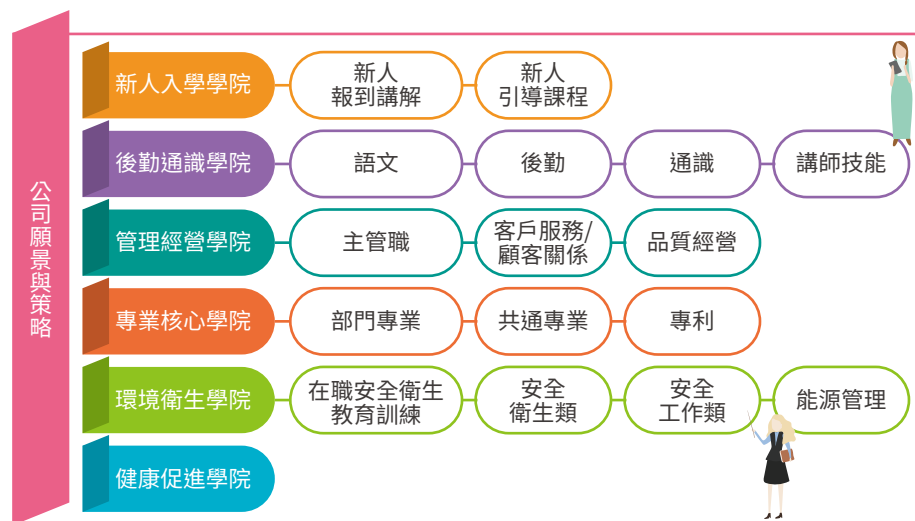 公司願景與策略
新人入學學院
新人
報到講解
新人
引導課程
後勤通識學院
語文
後勤
通識
講師技能
管理經營學院
主管職
客戶服務/
顧客關係
品質經營
專業核心學院
部門專業
共通專業
專利
環境衛生學院
在職安全衛生
教育訓練
安全
衛生類
安全
工作類
能源管理
健康促進學院